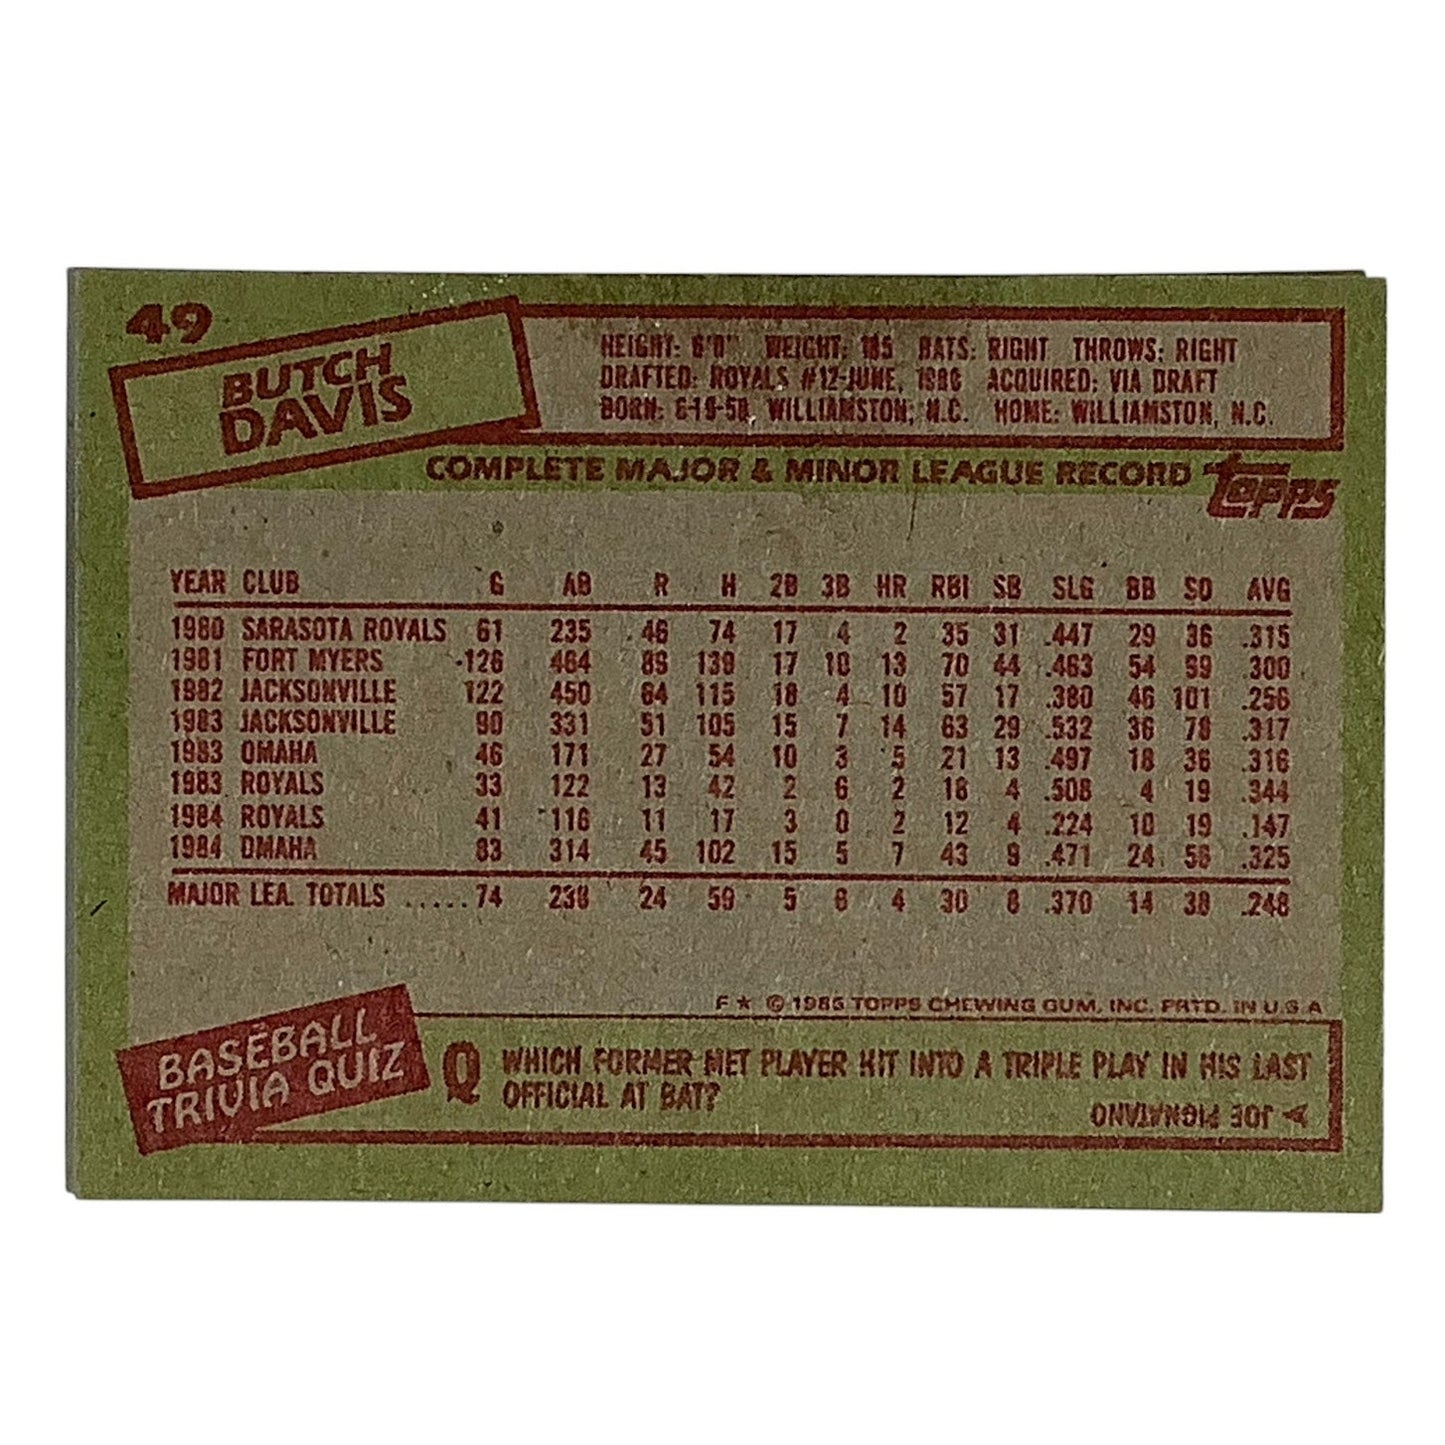 49
BUTCH
DAVIS
HEIGHT: 6'0" WEIGHT: 185 BATS: RIGHT THROWS: RIGHT
DRAFTED: ROYALS #12-JUNE, 1980 ACQUIRED: VIA DRAFT
BORN: 6-19-58, WILLIAMSTON, N.C. HOME: WILLIAMSTON, N.C.
COMPLETE MAJOR & MINOR LEAGUE RECORD
topps
YEAR CLUB G AB R H 2B 3B HR RBI SB SLG BB SO AVG
1980 SARASOTA ROYALS 61 235 46 74 17 4 2 35 31 .447 29 36 .315
1981 FORT MYERS 126 464 89 139 17 10 13 70 44 .463 54 99 .300
1982 JACKSONVILLE 122 450 64 115 18 4 10 57 17 .380 46 101 .256
1983 JACKSONVILLE 90 331 51 105 15 7 14 63 29 .532 36 78 .317
1983 OMAHA 46 171 27 54 10 3 5 21 13 .497 18 36 .316
1983 ROYALS 33 122 13 42 2 6 2 18 4 .508 4 19 .344
1984 ROYALS 41 116 11 17 3 0 2 12 4 .224 10 19 .147
1984 OMAHA 83 314 45 102 15 5 7 43 9 .471 24 58 .325
MAJOR LEA. TOTALS ..... 74 238 24 59 5 6 4 30 8 .370 14 38 .248
F ★ © 1985 TOPPS CHEWING GUM, INC. PRTD. IN U.S.A
BASEBALL
TRIVIA QUIZ
Q WHICH FORMER MET PLAYER HIT INTO A TRIPLE PLAY IN HIS LAST
OFFICIAL AT BAT?
A JOE PIGNATANO